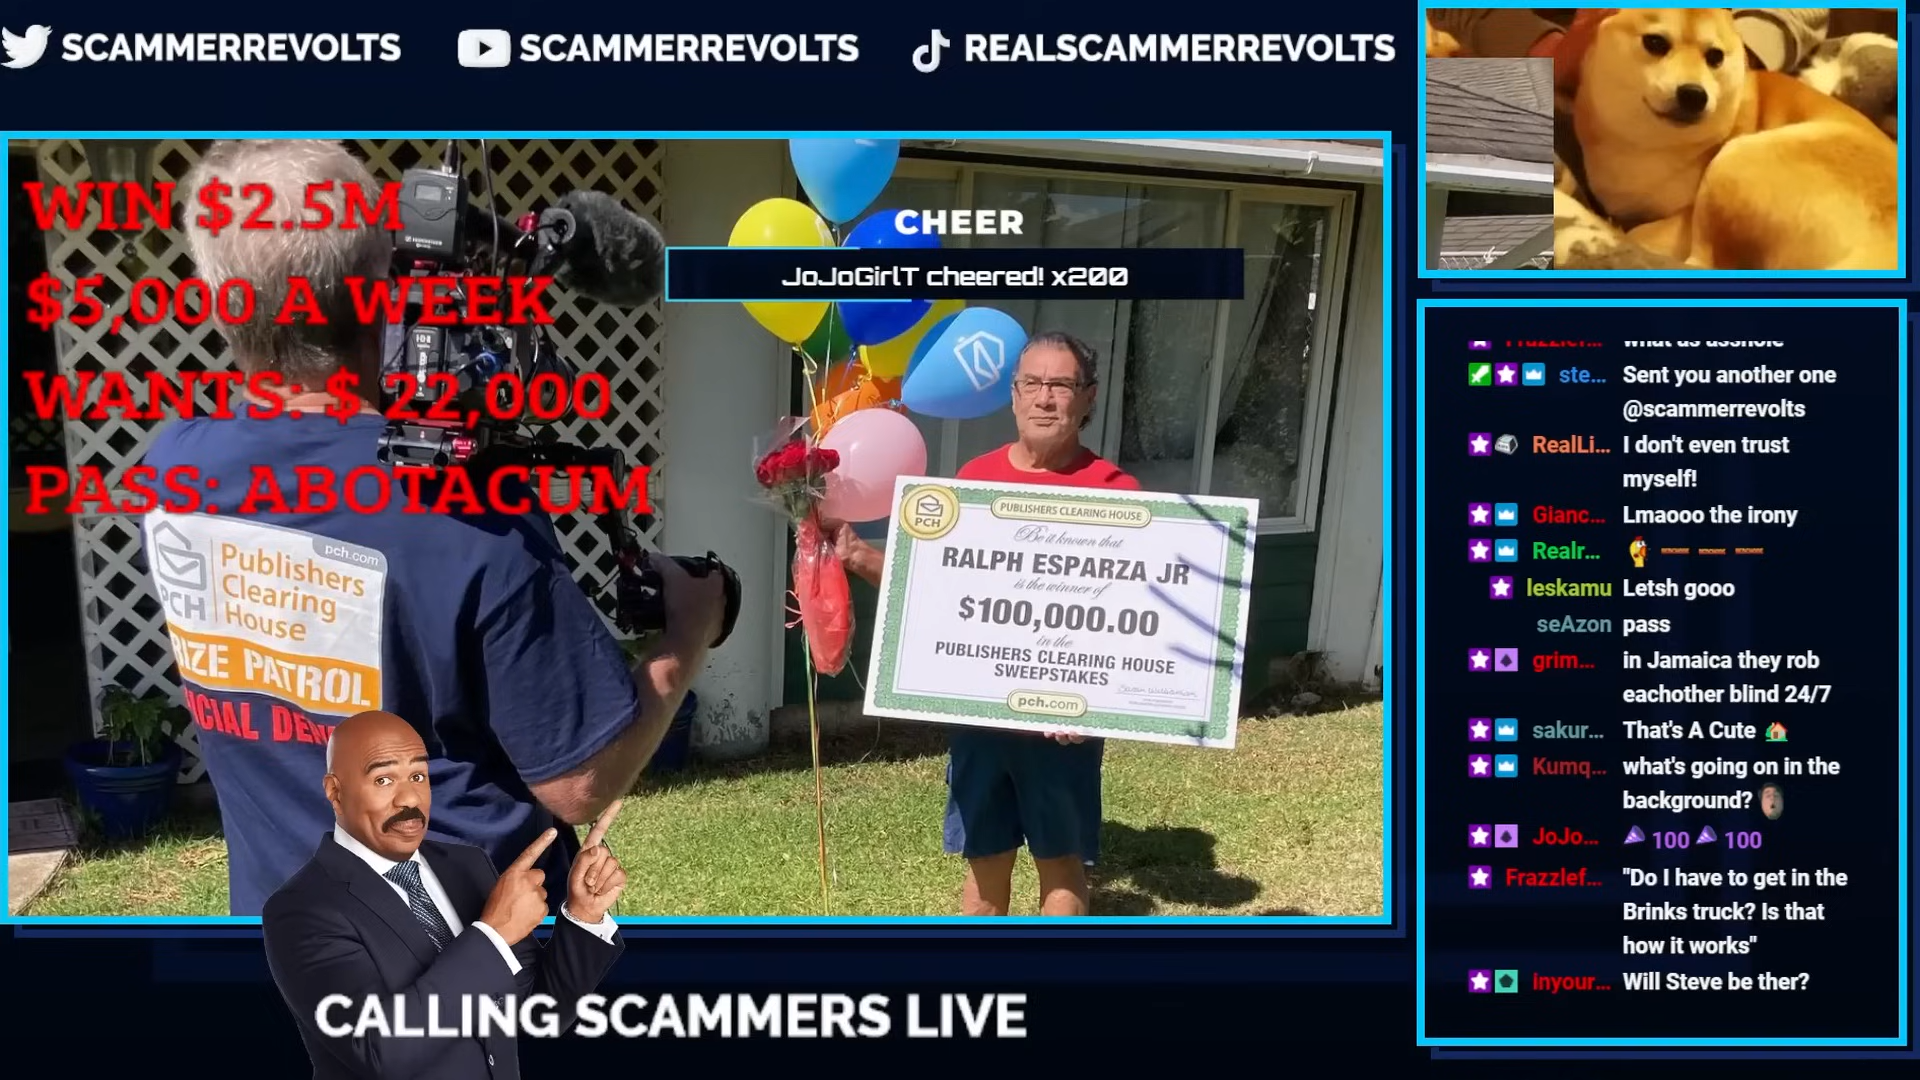 SCAMMERREVOLTS
SCAMMERREVOLTS
REALSCAMMERREVOLTS
WIN $2.5M
$5,000 A WEEK
WANTS: $ 22,000
PASS: ABOTACUM
CHEER
JoJoGirlT cheered! x200
pch.com
PCH
Publishers
Clearing
House
RIZE PATROL
PCH
PUBLISHERS CLEARING HOUSE
Be it known that
RALPH ESPARZA JR
is the winner of
$100,000.00
in the
PUBLISHERS CLEARING HOUSE
SWEEPSTAKES
pch.com
CALLING SCAMMERS LIVE
ste... Sent you another one
@scammerrevolts
RealLi... I don't even trust
myself!
Gianc... Lmaooo the irony
Realr...
leskamu Letsh gooo
seAzon pass
grim... in Jamaica they rob
eachother blind 24/7
sakur... That's A Cute
Kumq... what's going on in the
background?
JoJo... 100 100
Frazzlef... "Do I have to get in the
Brinks truck? Is that
how it works"
inyour... Will Steve be ther?